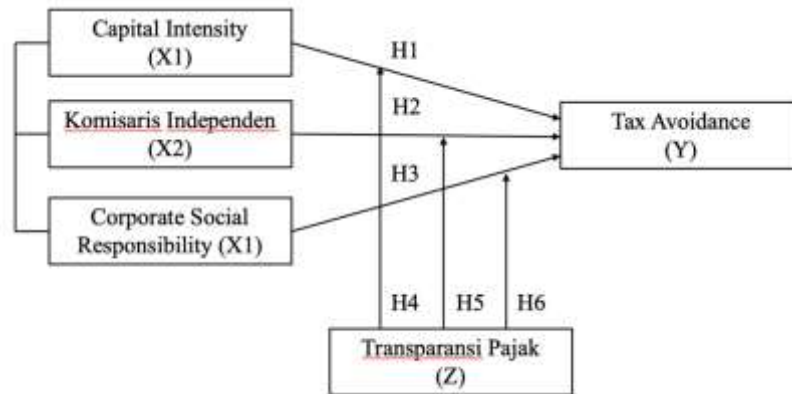 Capital Intensity
(X1)
H1
H2
Komisaris Independen
(X2)
Tax Avoidance
(Y)
H3
Corporate Social
Responsibility (X1)
H4
H5
H6
Transparansi Pajak
(Z)